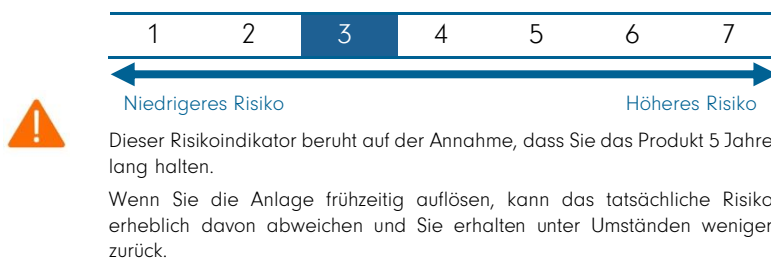 1 2 3 4 5 6 7
Niedrigeres Risiko Höheres Risiko
Dieser Risikoindikator beruht auf der Annahme, dass Sie das Produkt 5 Jahre
lang halten.
Wenn Sie die Anlage frühzeitig auflösen, kann das tatsächliche Risiko
erheblich davon abweichen und Sie erhalten unter Umständen weniger
zurück.